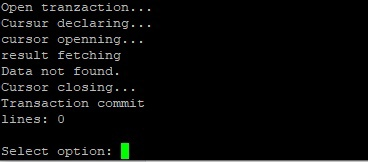 Open tranzaction...
Cursur declaring...
cursor openning...
result fetching
Data not found.
Cursor closing...
Transaction commit
lines: 0
Select option: